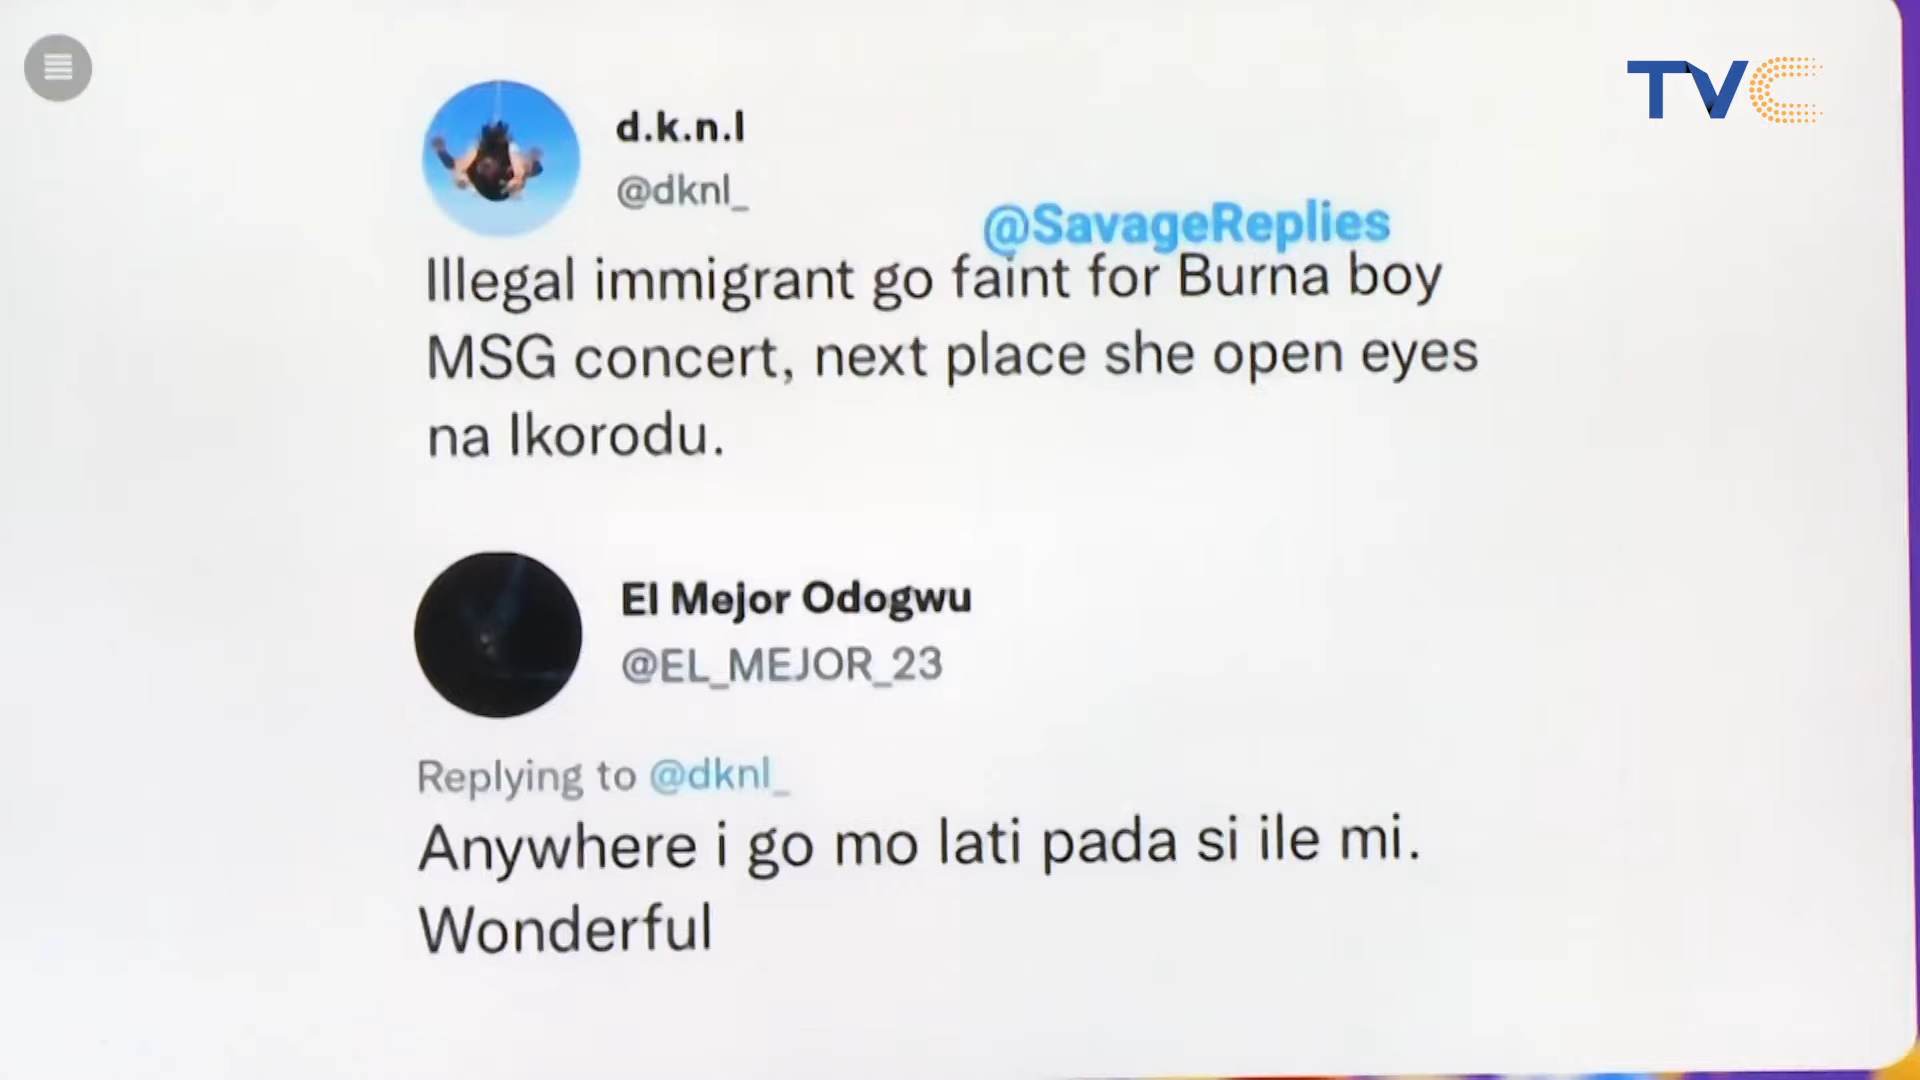 TVC
d.k.n.l
@dknl_
@SavageReplies
Illegal immigrant go faint for Burna boy
MSG concert, next place she open eyes
na Ikorodu.
El Mejor Odogwu
@EL_MEJOR_23
Replying to @dknl_
Anywhere i go mo lati pada si ile mi.
Wonderful